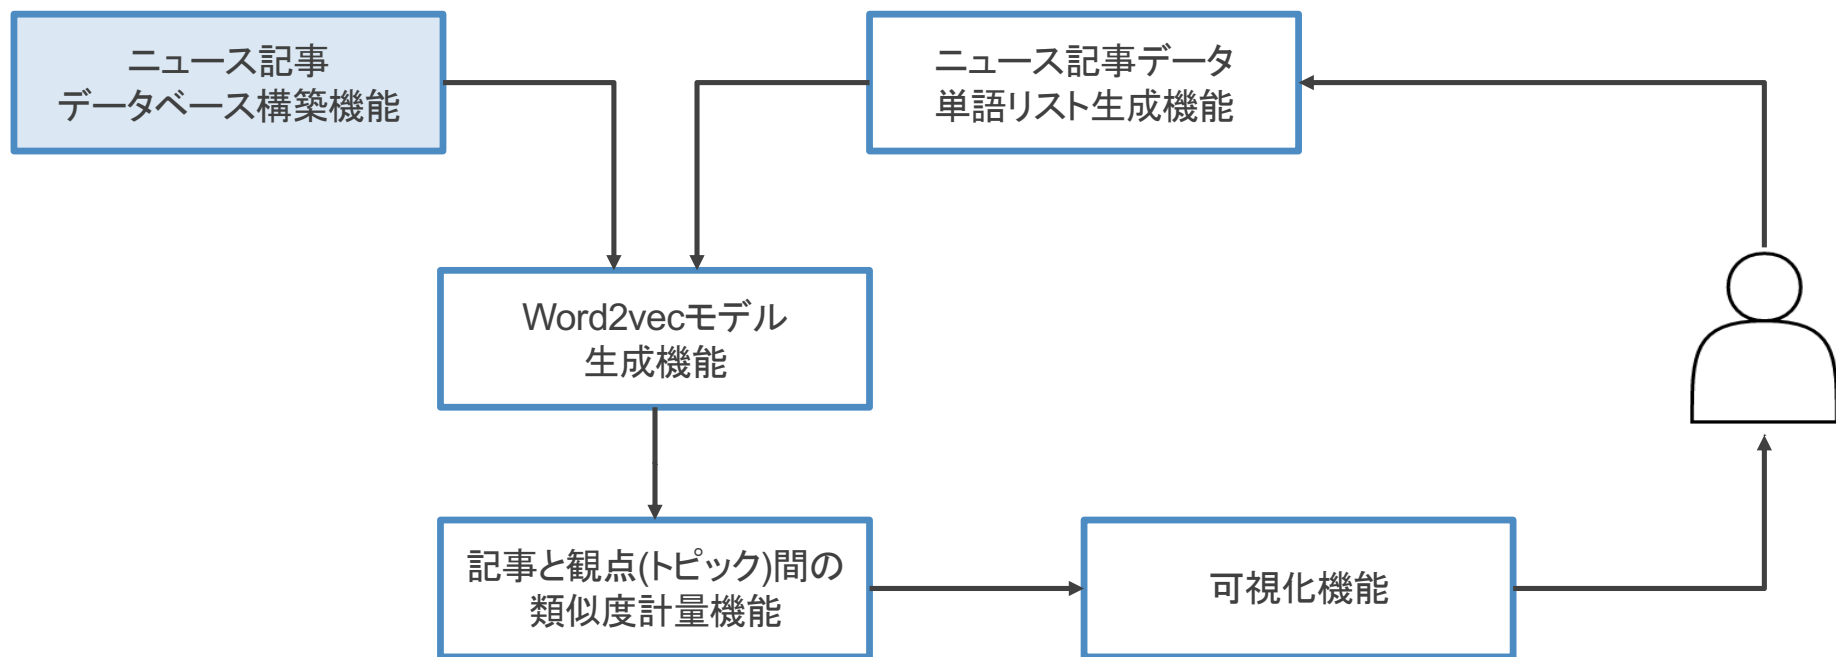 ニュース記事
データベース構築機能
ニュース記事データ
単語リスト生成機能
Word2vecモデル
生成機能
記事と観点(トピック)間の
類似度計量機能
可視化機能